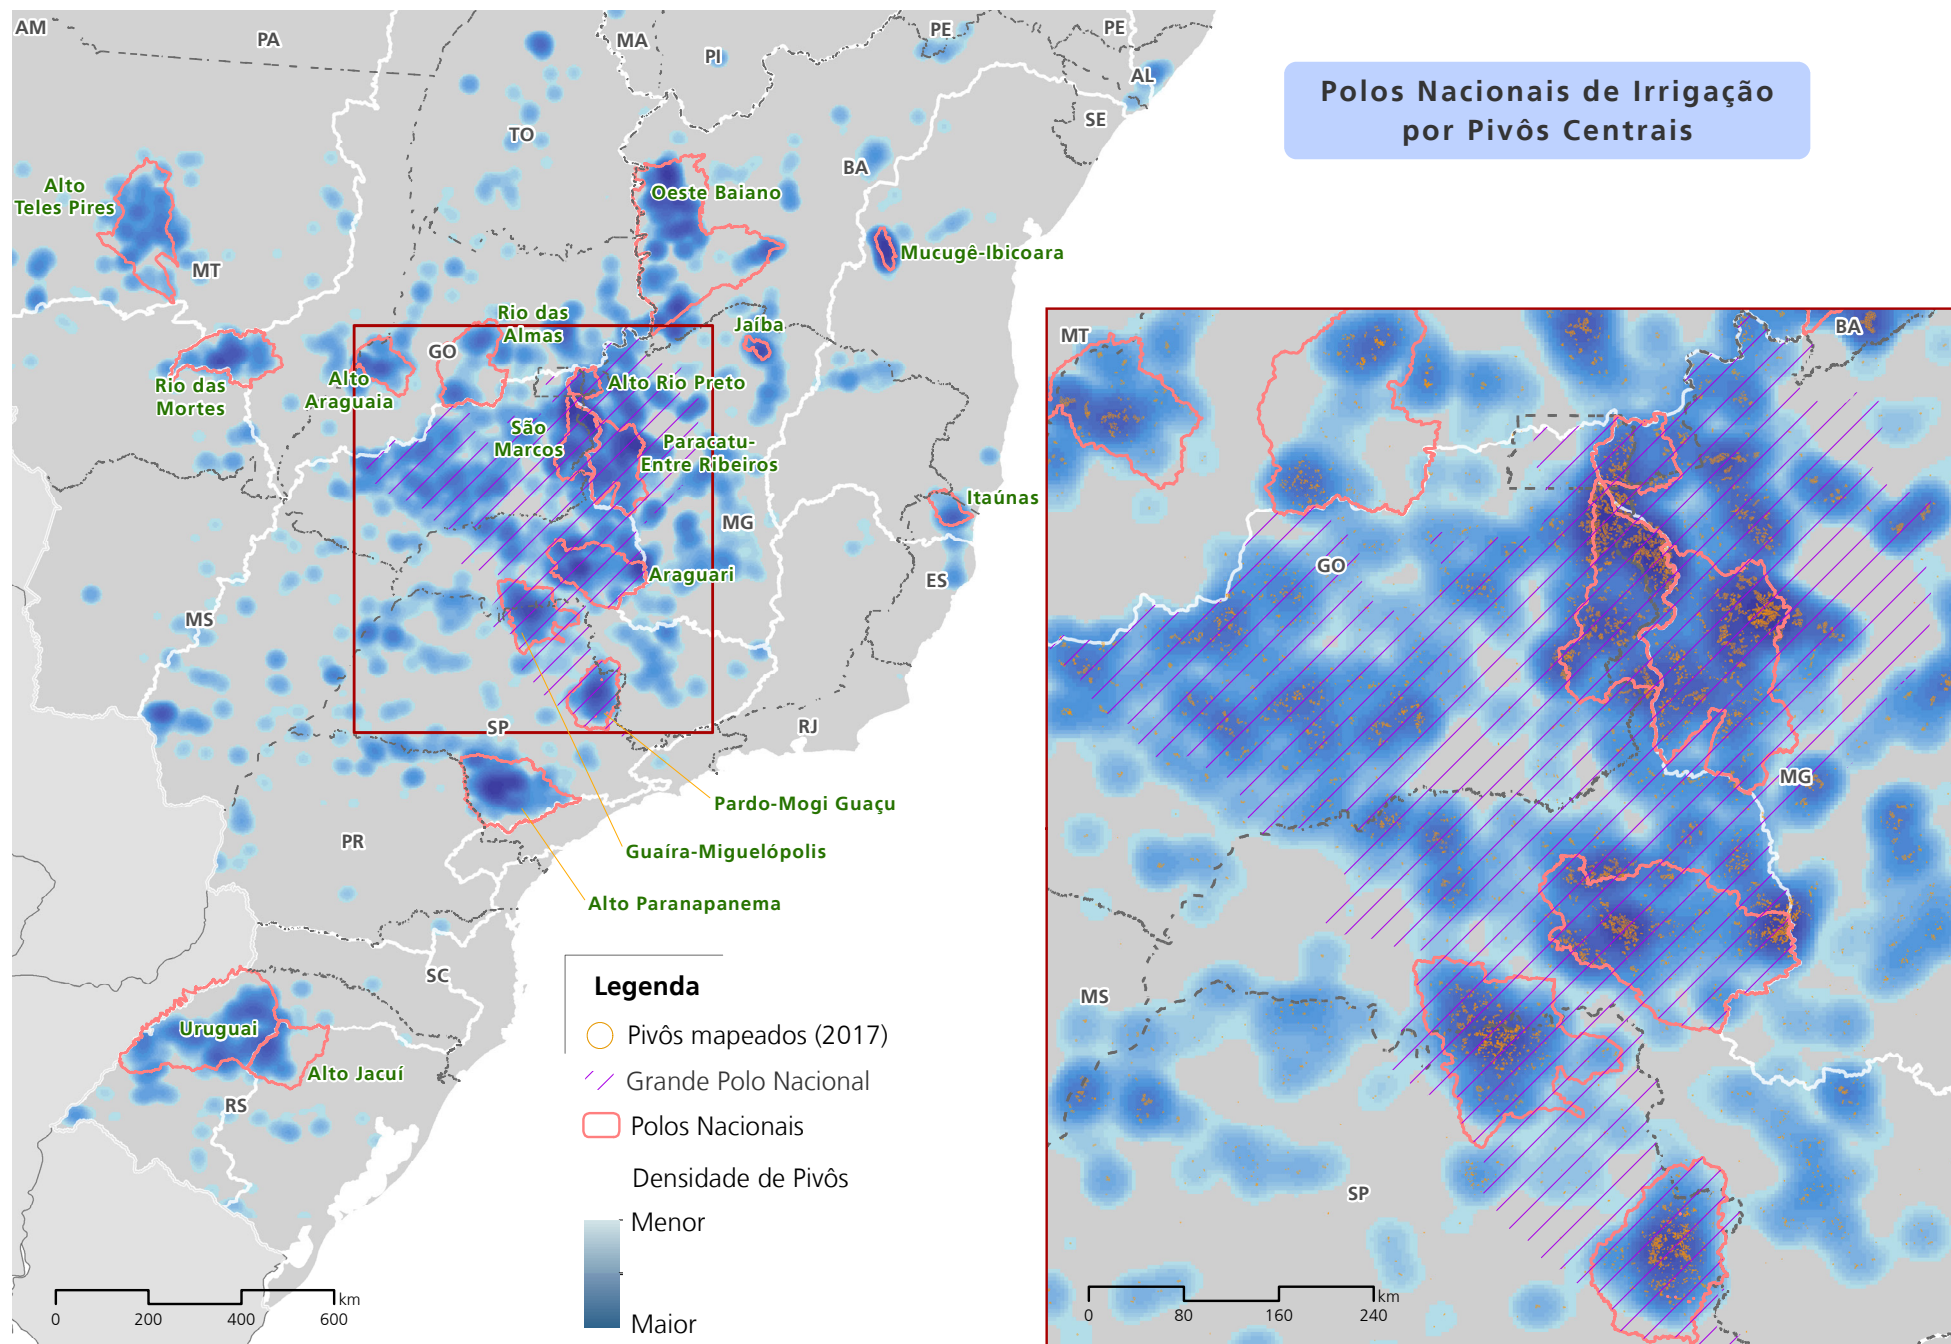 Polos Nacionais de Irrigação
por Pivôs Centrais
AM
PA
MA
PI
PE
PE
AL
SE
TO
BA
Alto
Teles Pires
MT
Oeste Baiano
Mucugê-Ibicoara
Rio das
Almas
Jaíba
GO
Rio das
Mortes
Alto
Araguaia
Alto Rio Preto
São
Marcos
Paracatu-
Entre Ribeiros
Itaúnas
MG
Araguari
ES
MS
SP
RJ
Pardo-Mogi Guaçu
Guaíra-Miguelópolis
PR
Alto Paranapanema
SC
Uruguai
Alto Jacuí
RS
Legenda
Pivôs mapeados (2017)
Grande Polo Nacional
Polos Nacionais
Densidade de Pivôs
Menor
Maior
km
0 200 400 600
MT
BA
GO
MG
MS
SP
km
0 80 160 240